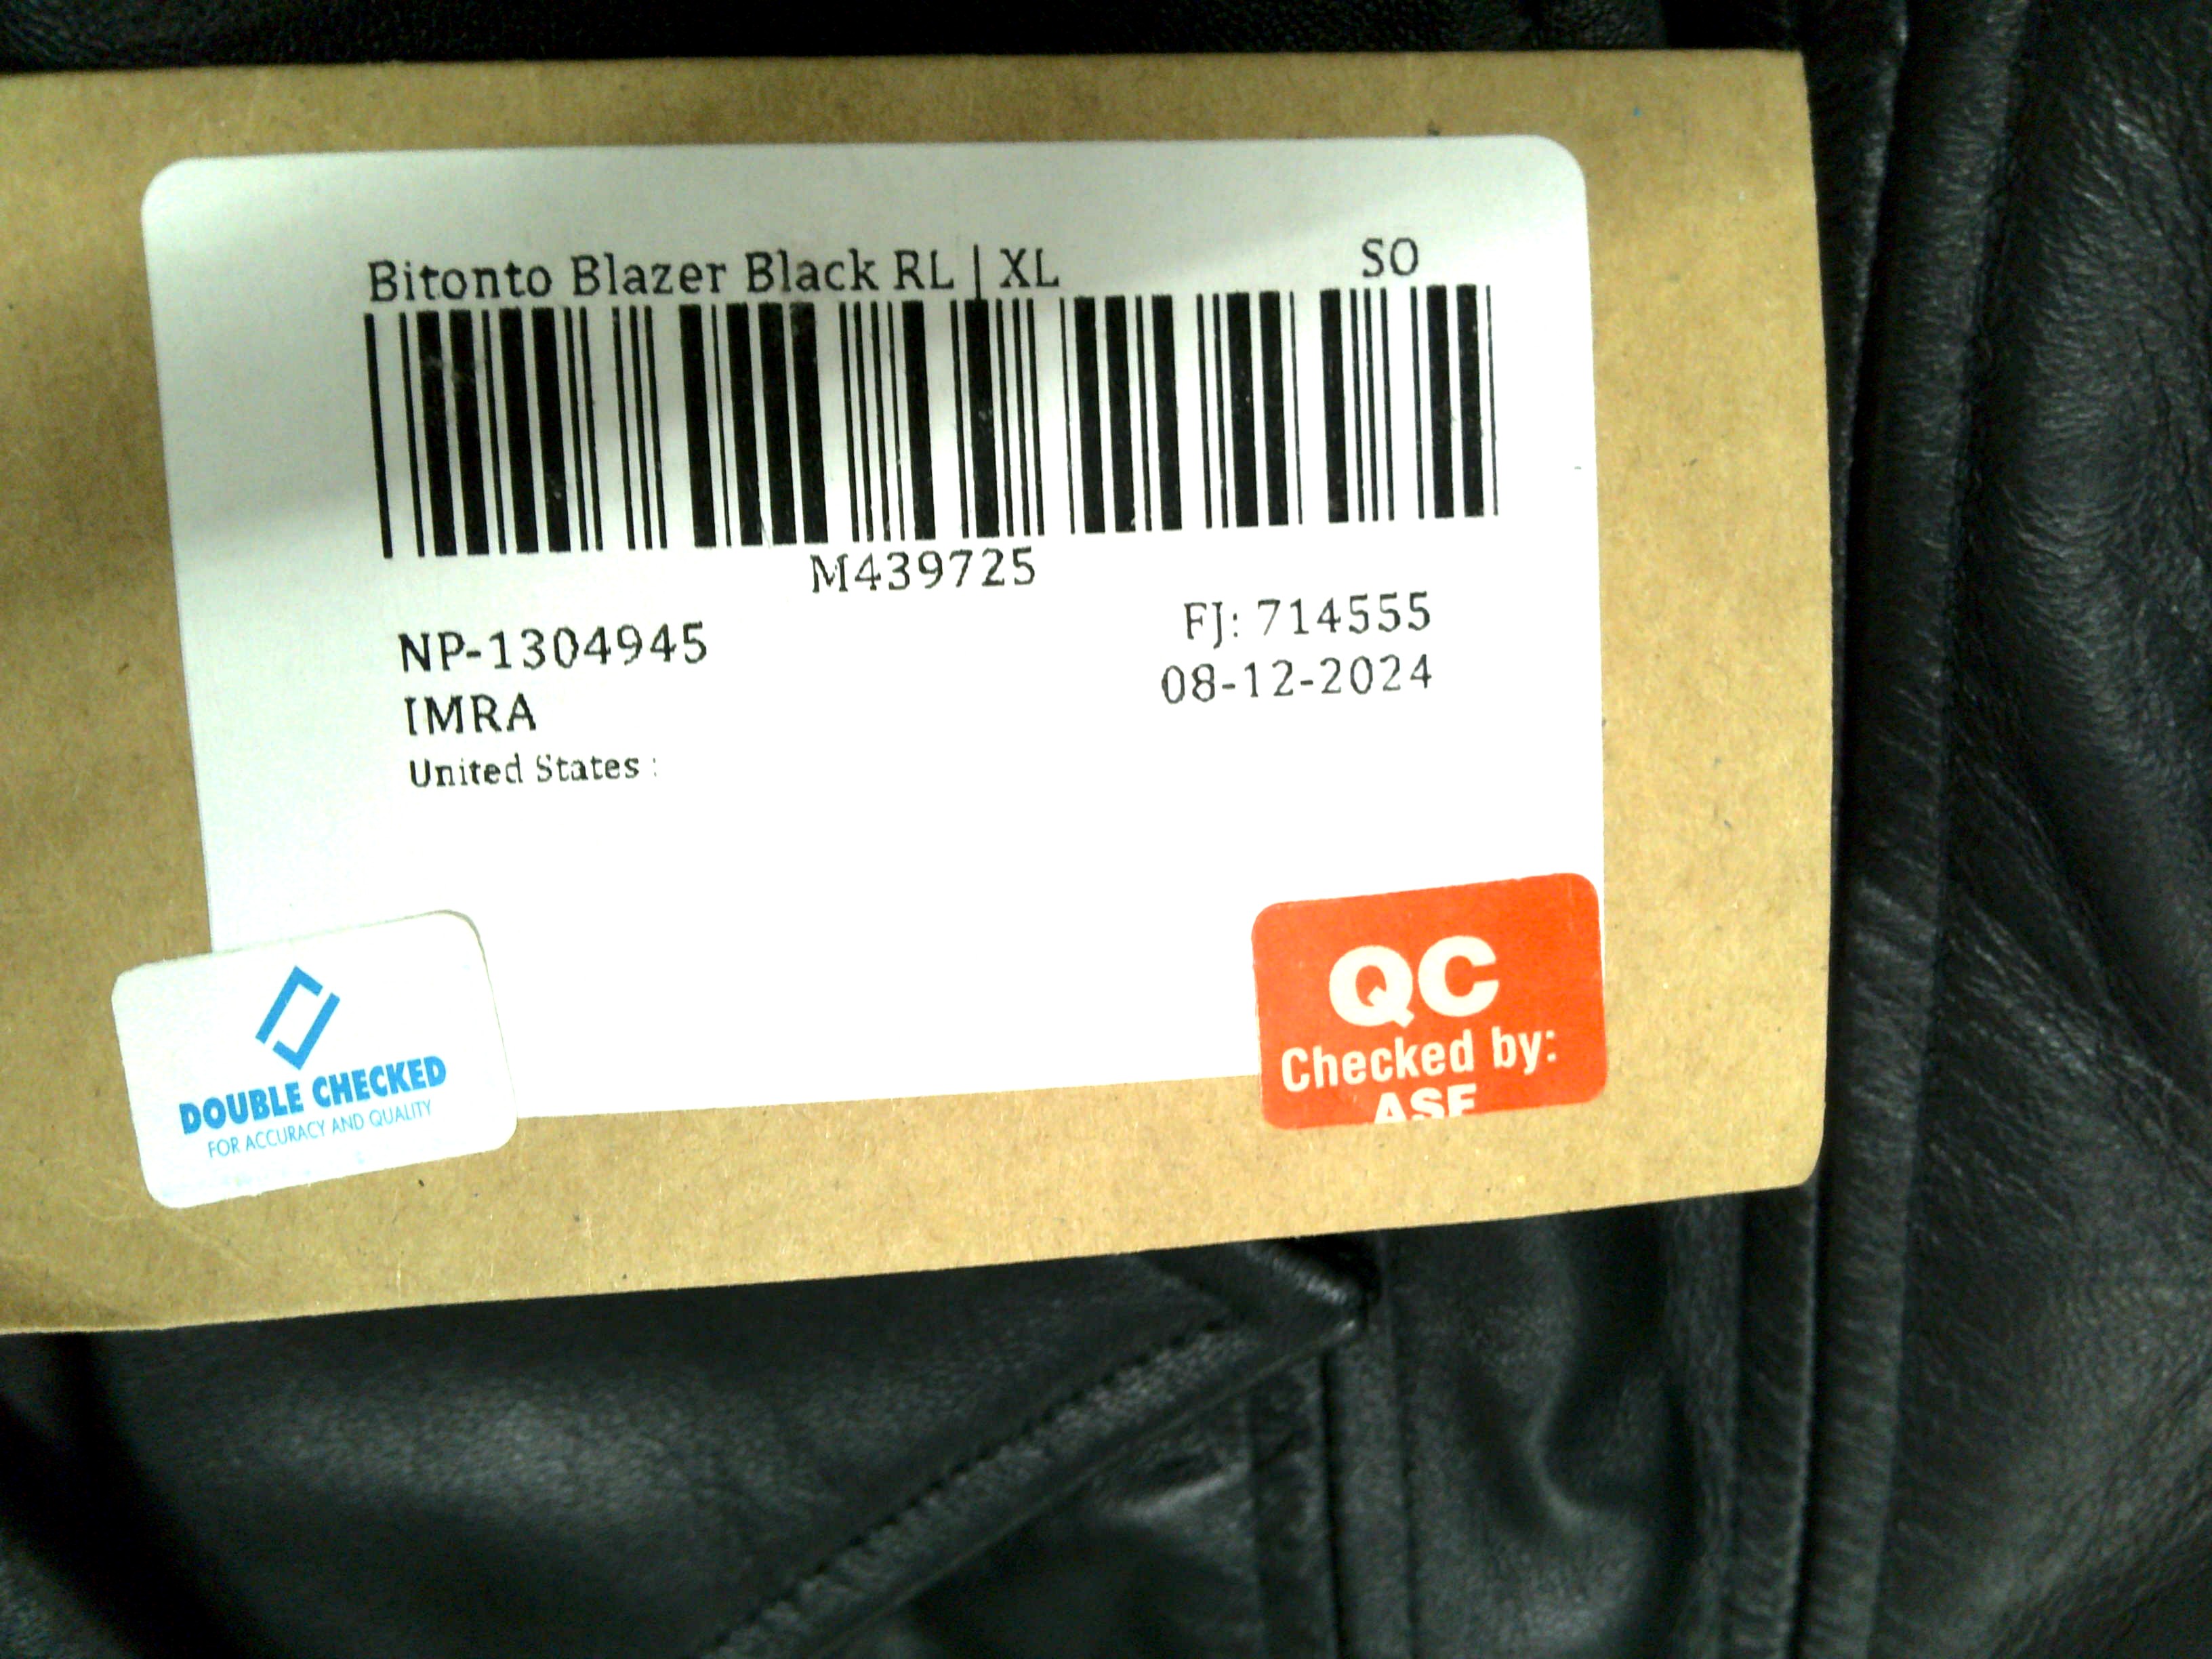 Bitonto Blazer Black RL | XL SO
M439725
NP-1304945 FJ: 714555
IMRA 08-12-2024
United States :
DOUBLE CHECKED
FOR ACCURACY AND QUALITY
QC
Checked by: